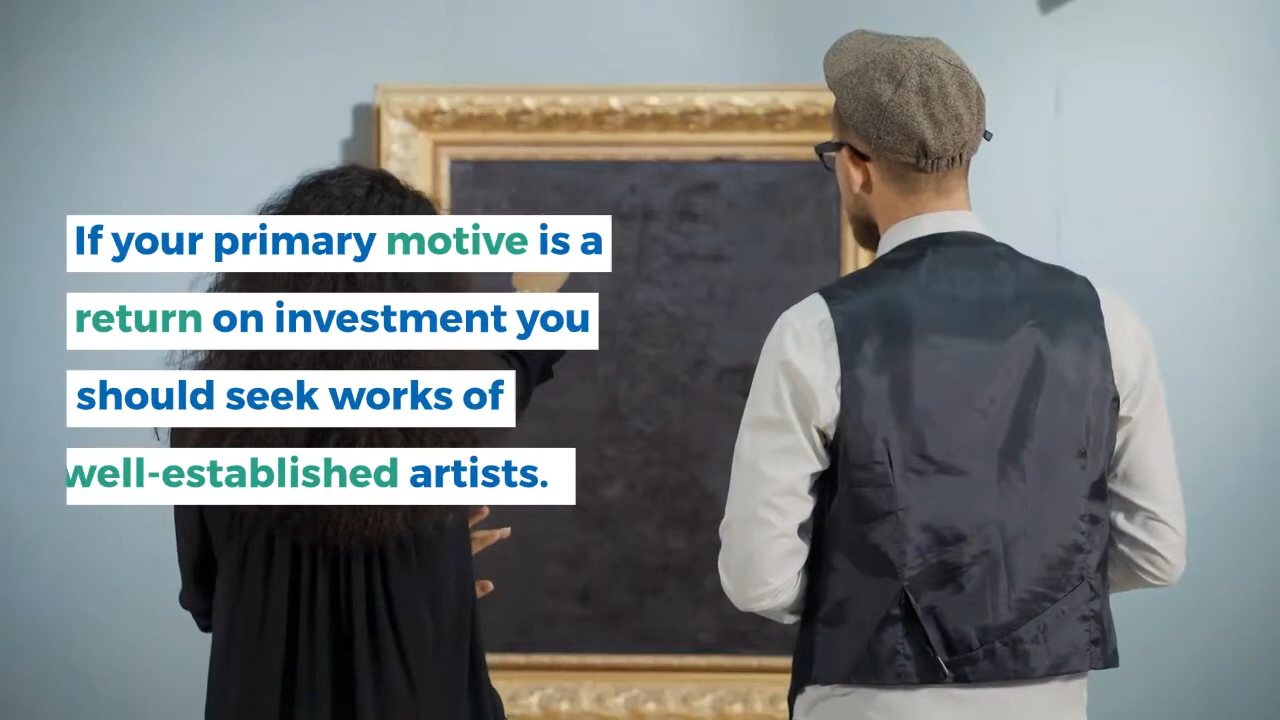 If your primary motive is a
return on investment you
should seek works of
well-established artists.